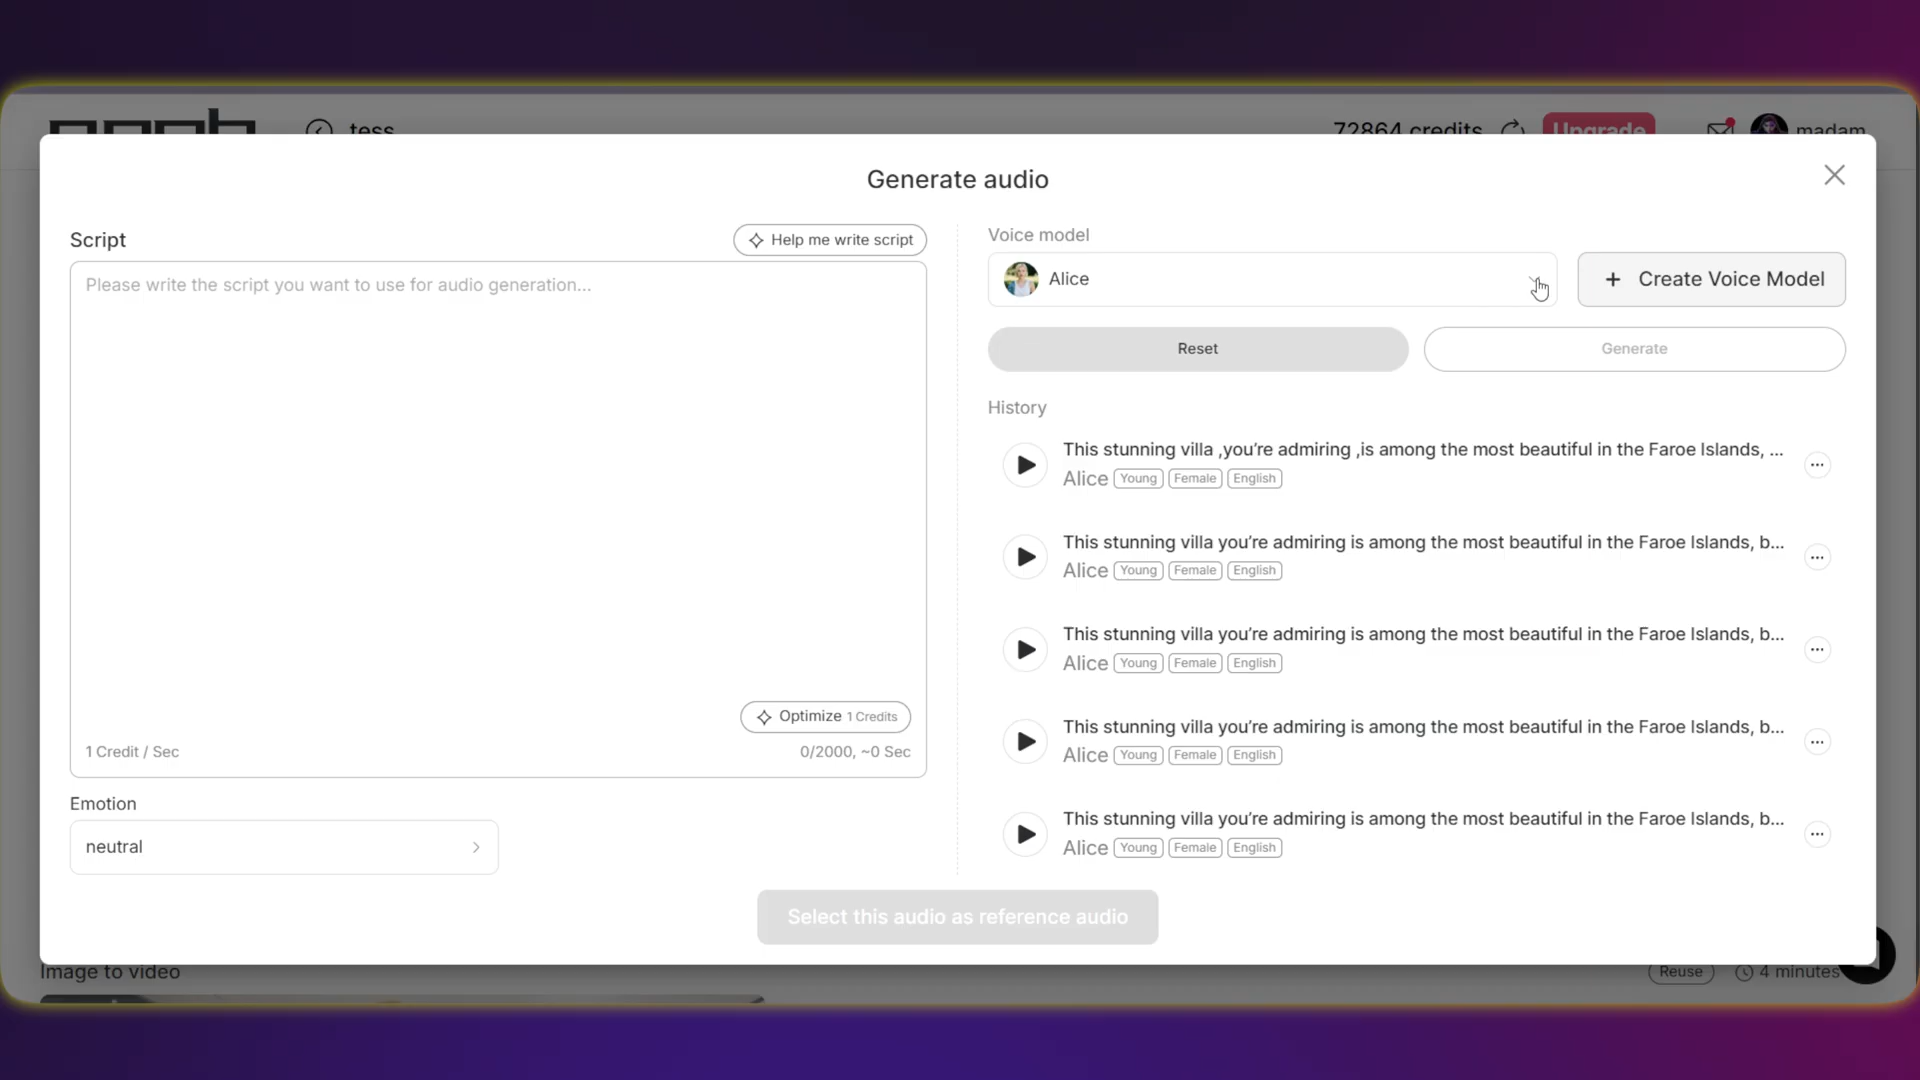 tess
72864 credits
Upgrade
madam
Generate audio
Script
Help me write script
Please write the script you want to use for audio generation...
Optimize 1 Credits
1 Credit / Sec
0/2000, ~0 Sec
Emotion
neutral
Voice model
Alice
+ Create Voice Model
Reset
Generate
History
This stunning villa ,you’re admiring ,is among the most beautiful in the Faroe Islands, ...
Alice Young Female English
This stunning villa you’re admiring is among the most beautiful in the Faroe Islands, b...
Alice Young Female English
This stunning villa you’re admiring is among the most beautiful in the Faroe Islands, b...
Alice Young Female English
This stunning villa you’re admiring is among the most beautiful in the Faroe Islands, b...
Alice Young Female English
This stunning villa you’re admiring is among the most beautiful in the Faroe Islands, b...
Alice Young Female English
Select this audio as reference audio
Image to video
Reuse
4 minutes